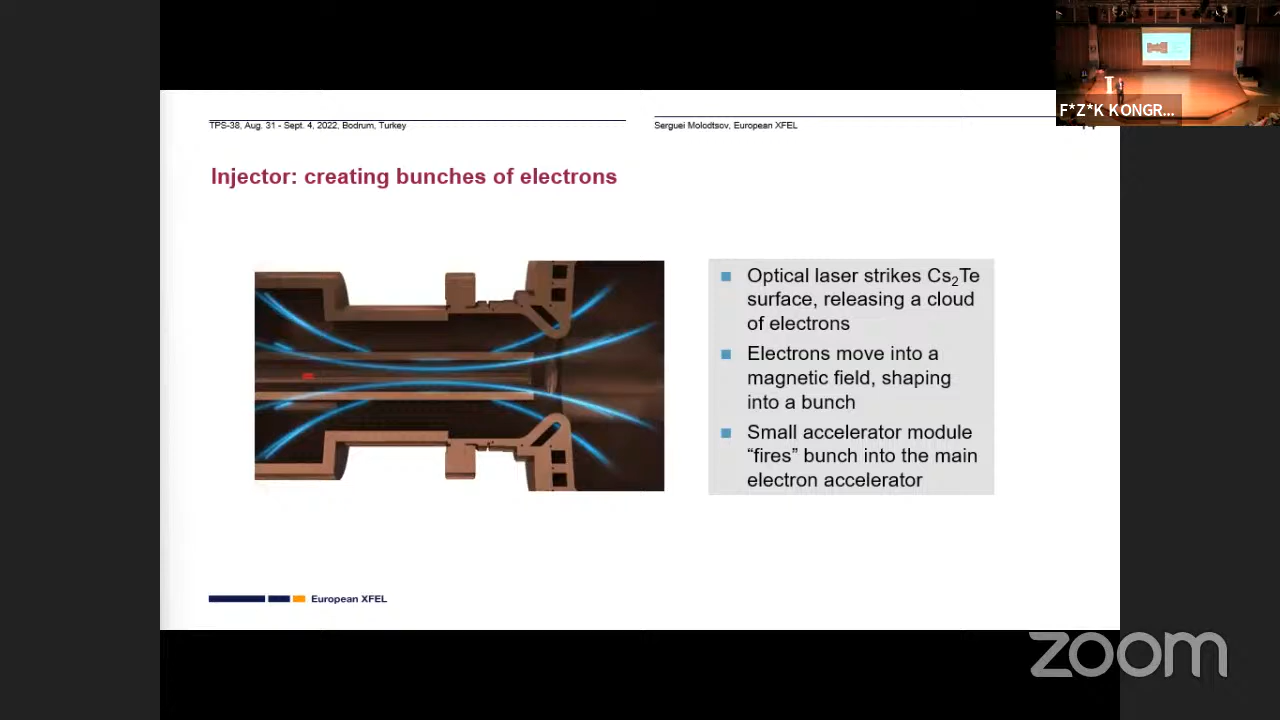 F*Z*K KONGR...
TPS-38, Aug. 31 - Sept. 4, 2022, Bodrum, Turkey
Serguei Molodtsov, European XFEL
Injector: creating bunches of electrons
Optical laser strikes Cs₂Te
surface, releasing a cloud
of electrons
Electrons move into a
magnetic field, shaping
into a bunch
Small accelerator module
“fires” bunch into the main
electron accelerator
European XFEL
zoom